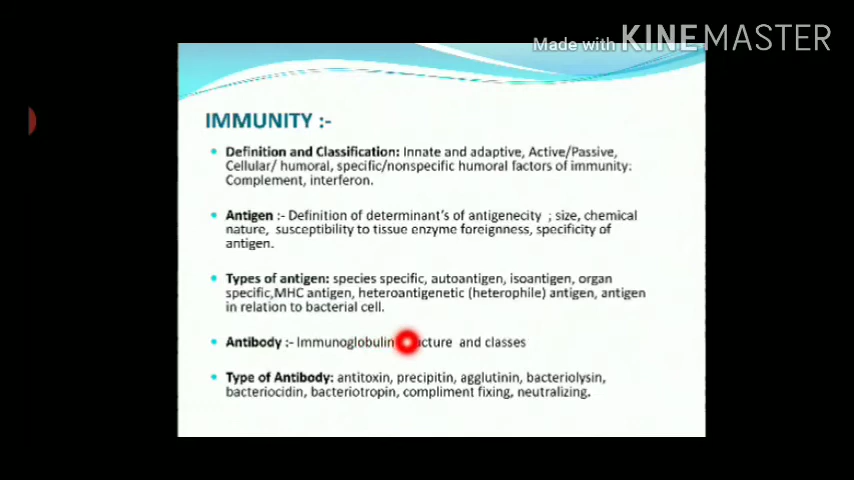 Made with KINEMASTER
IMMUNITY :-
Definition and Classification: Innate and adaptive, Active/Passive,
Cellular/ humoral, specific/nonspecific humoral factors of immunity:
Complement, interferon.
Antigen :- Definition of determinant's of antigenecity ; size, chemical
nature, susceptibility to tissue enzyme foreignness, specificity of
antigen.
Types of antigen: species specific, autoantigen, isoantigen, organ
specific,MHC antigen, heteroantigenetic (heterophile) antigen, antigen
in relation to bacterial cell.
Antibody :- Immunoglobulin and classes
Type of Antibody: antitoxin, precipitin, agglutinin, bacteriolysin,
bacteriocidin, bacteriotropin, compliment fixing, neutralizing.